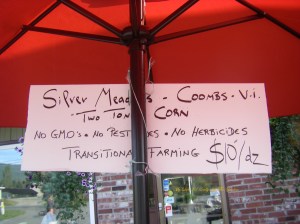 Silver Meadows - Coombs - V.I.
- Two Tone Corn
No GMO's • No Pesticides • No Herbicides
Transitional Farming $10/dz